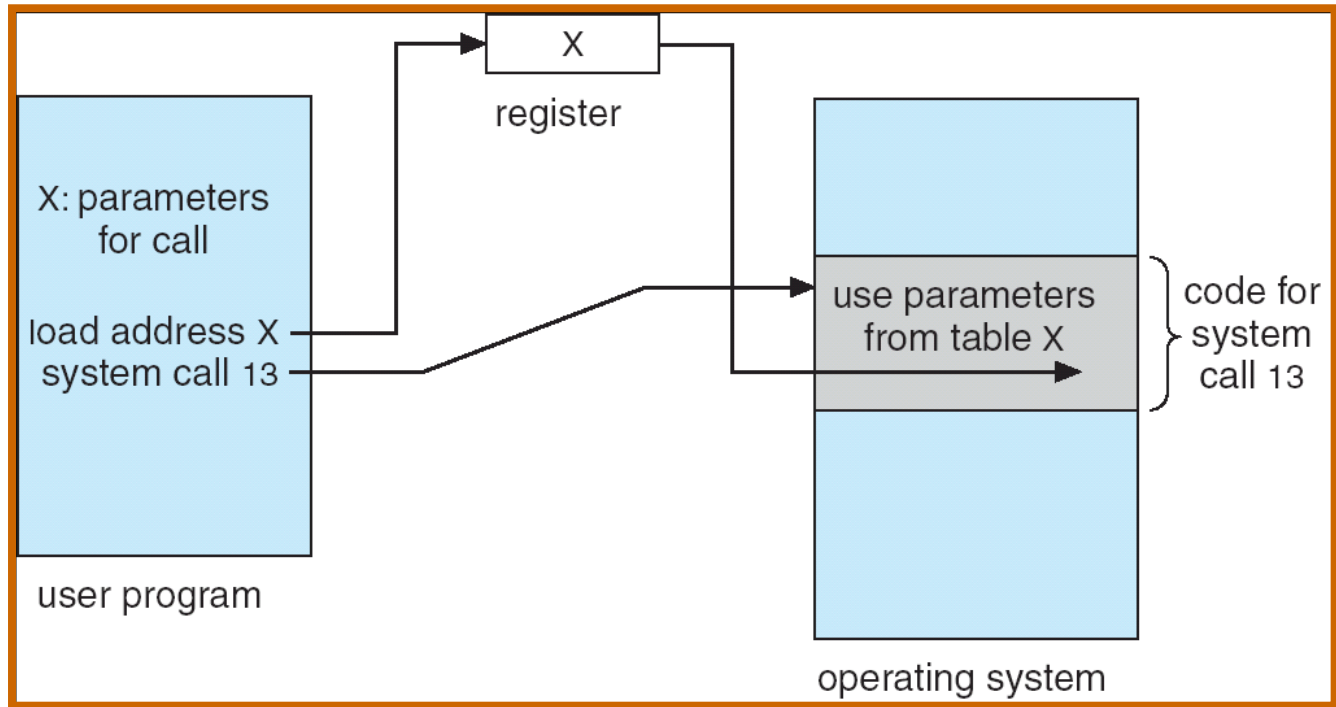 X
register
X: parameters
for call
load address X
system call 13
use parameters
from table X
code for
system
call 13
user program
operating system